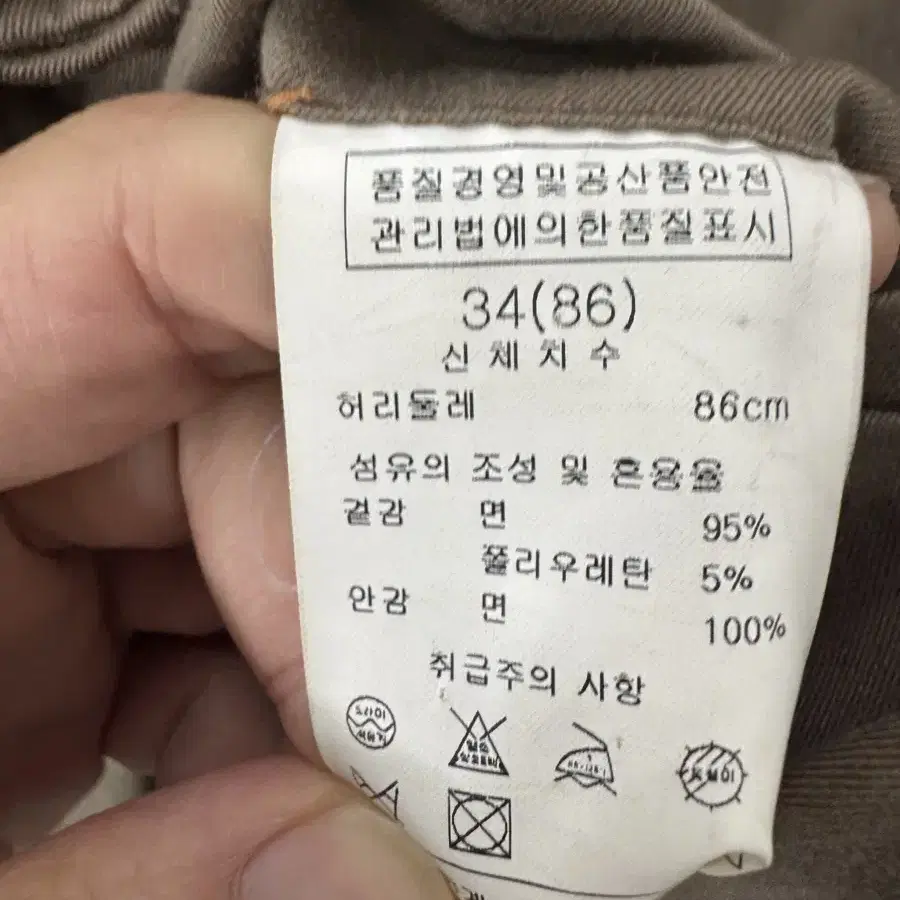 품질경영및공산품안전
관리법에의한품질표시
34(86)
신체치수
허리둘레 86cm
섬유의 조성 및 혼용율
겉감 면 95%
폴리우레탄 5%
안감 면 100%
취급주의 사항
드라이